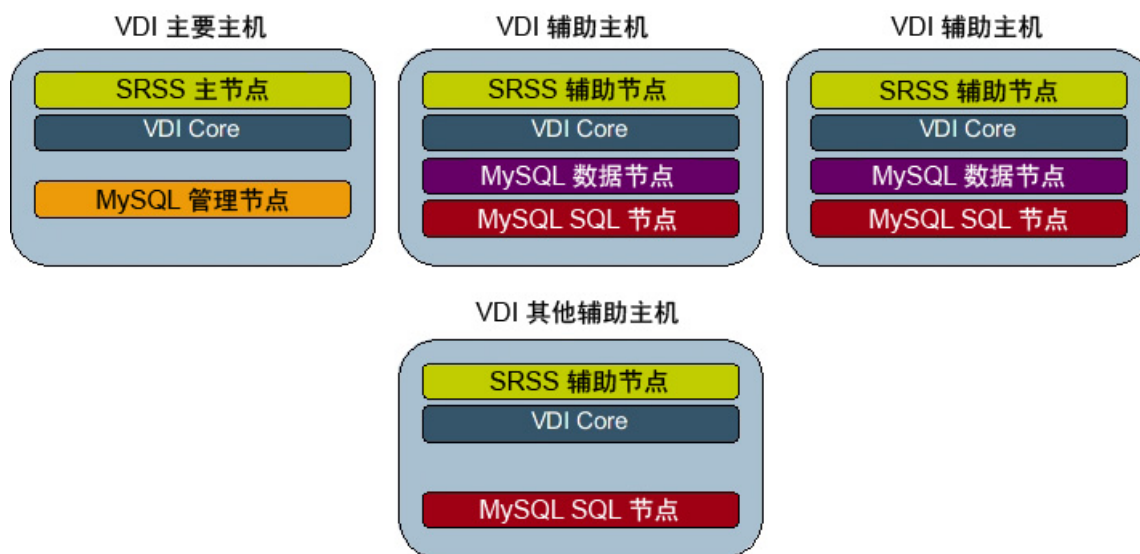 VDI 主要主机
SRSS 主节点
VDI Core
MySQL 管理节点
VDI 辅助主机
SRSS 辅助节点
VDI Core
MySQL 数据节点
MySQL SQL 节点
VDI 辅助主机
SRSS 辅助节点
VDI Core
MySQL 数据节点
MySQL SQL 节点
VDI 其他辅助主机
SRSS 辅助节点
VDI Core
MySQL SQL 节点